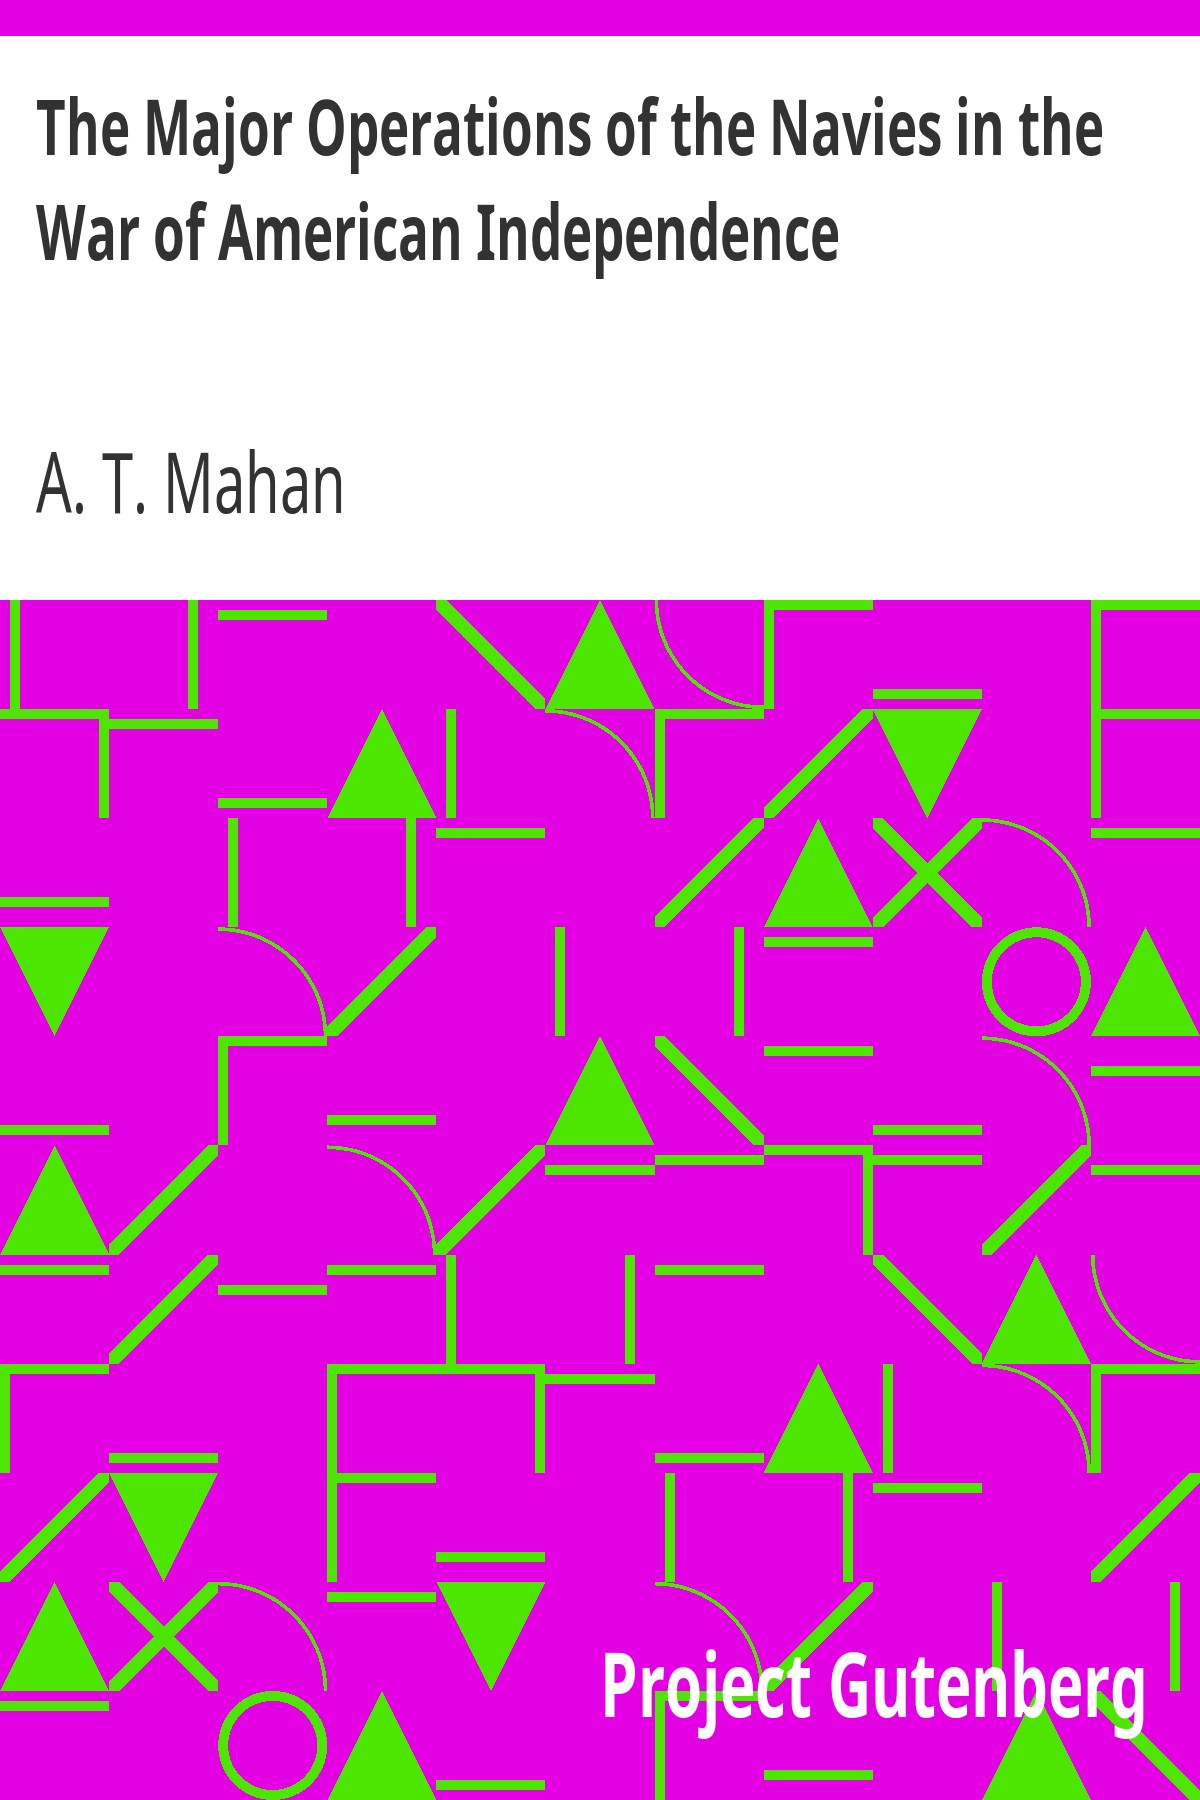 The Major Operations of the Navies in the
War of American Independence
A. T. Mahan
Project Gutenberg